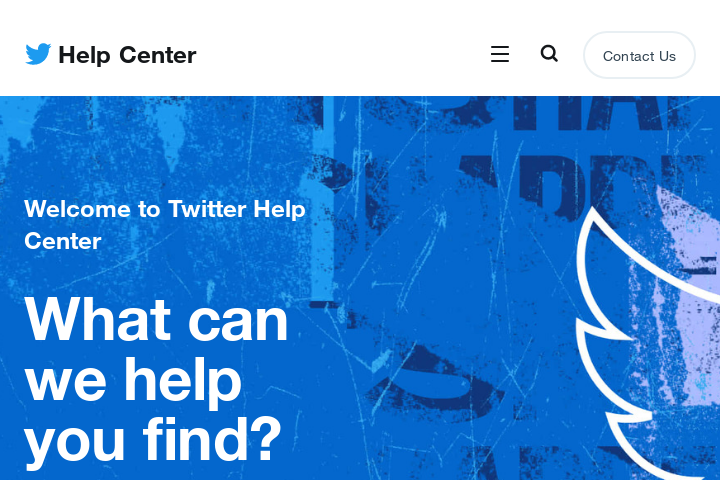 Help Center
Contact Us
Welcome to Twitter Help
Center
What can
we help
you find?